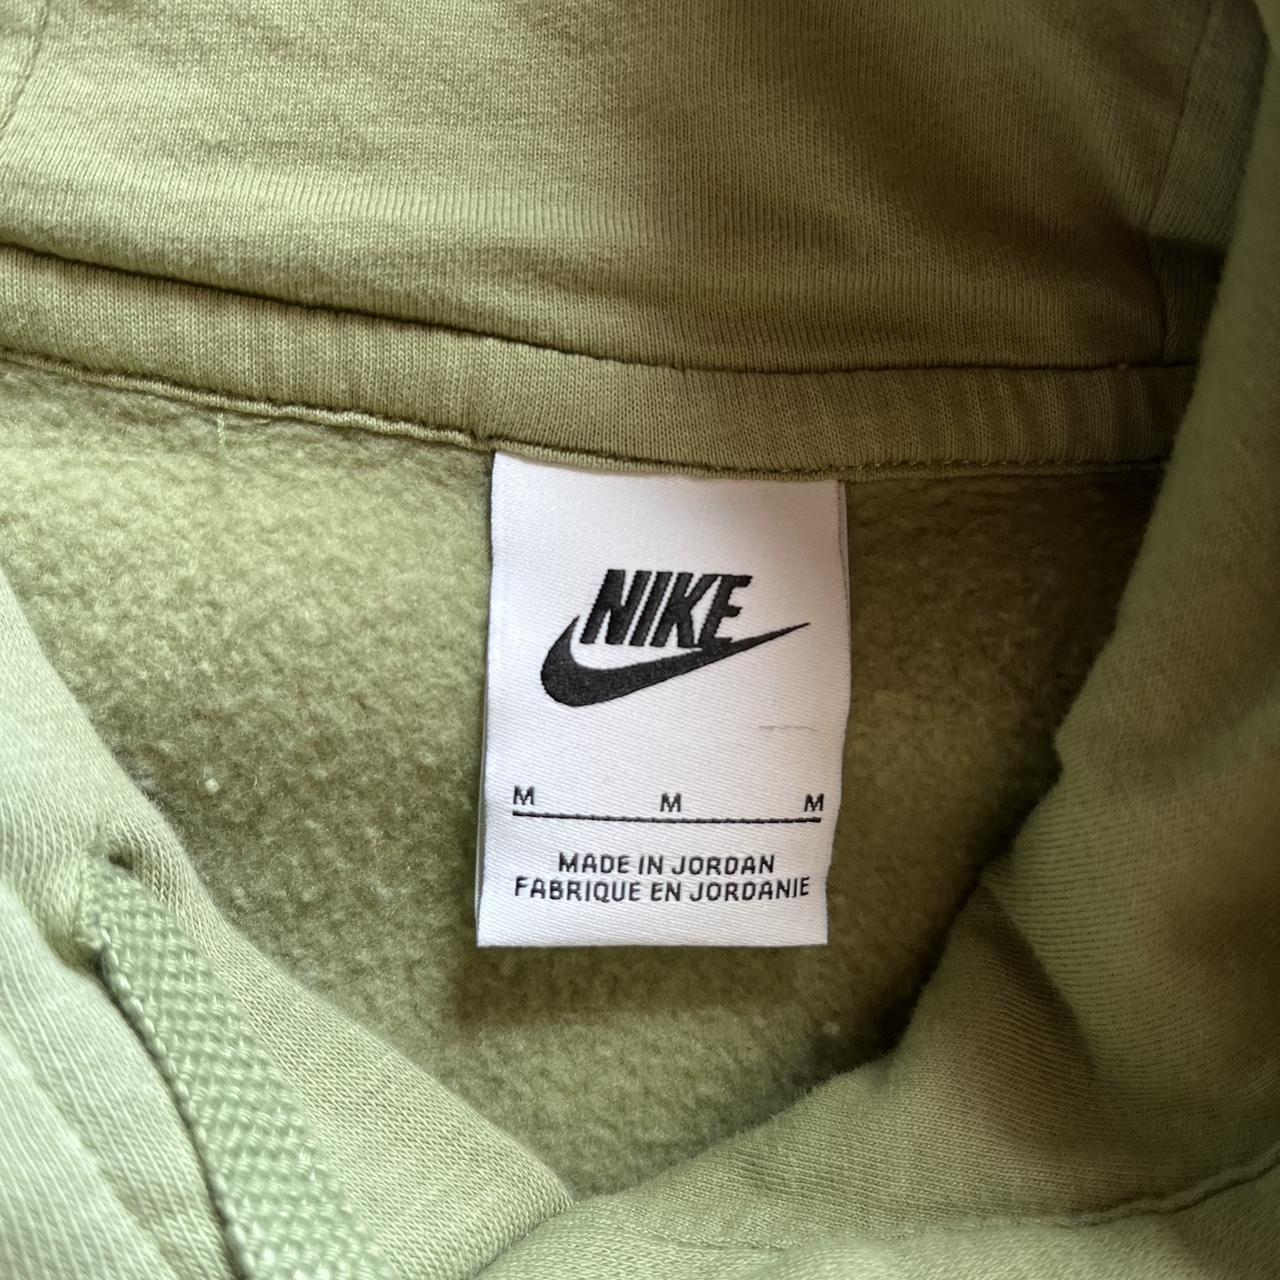 NIKE
M M M
MADE IN JORDAN
FABRIQUE EN JORDANIE